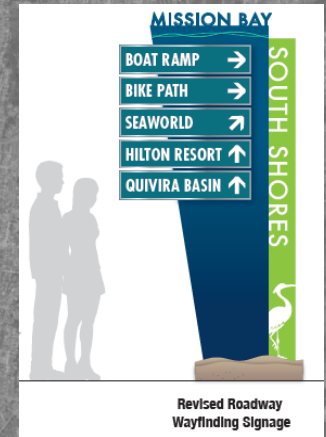 MISSION BAY
BOAT RAMP →
BIKE PATH →
SEAWORLD ↗
HILTON RESORT ↑
QUIVIRA BASIN ↑
SOUTH SHORES
Revised Roadway
Wayfinding Signage